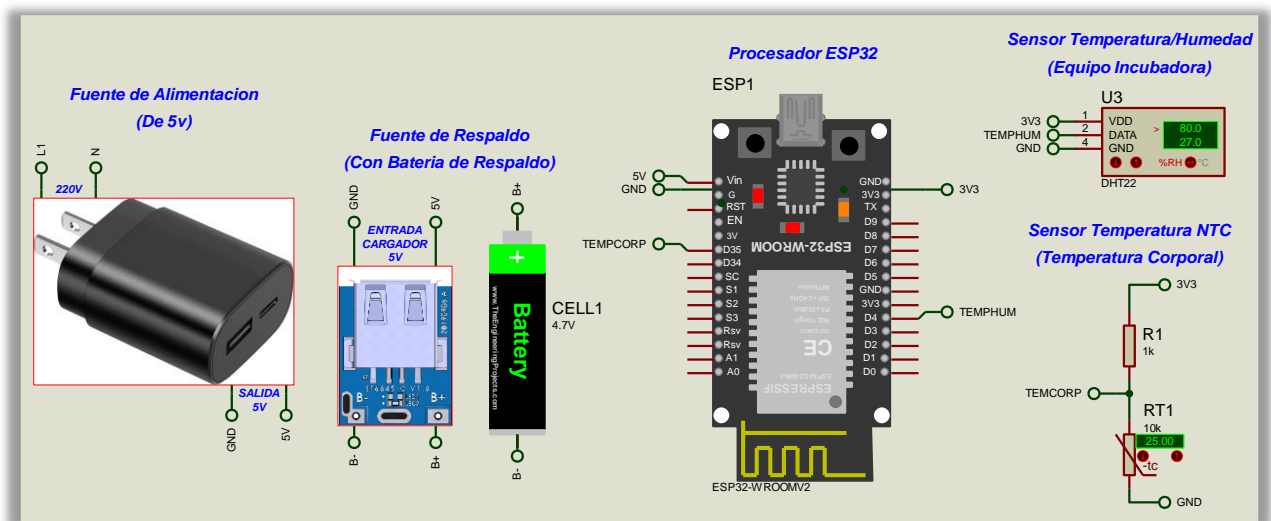 Fuente de Alimentacion
(De 5v)
L1
N
220V
SALIDA
5V
GND
5V
Fuente de Respaldo
(Con Bateria de Respaldo)
GND
5V
ENTRADA
CARGADOR
5V
B-
B+
B-
B+
B+
+
Battery
www.TheEngineeringProjects.com
CELL1
4.7V
B-
Procesador ESP32
ESP1
5V
GND
TEMPCORP
Vin
G
RST
EN
3V
D35
D34
SC
S1
S2
S3
Rsv
Rsv
A1
A0
ESP32-WROOM
CE
ESPRESSIF
GND
3V3
TX
D9
D8
D7
D6
D5
GND
3V3
D4
D3
D2
D1
D0
3V3
TEMPHUM
ESP32-WROOMV2
Sensor Temperatura/Humedad
(Equipo Incubadora)
U3
3V3 1 VDD
TEMPHUM 2 DATA
GND 4 GND
>
80.0
27.0
%RH
°C
DHT22
Sensor Temperatura NTC
(Temperatura Corporal)
3V3
R1
1k
TEMCORP
RT1
10k
25.00
-tc
GND